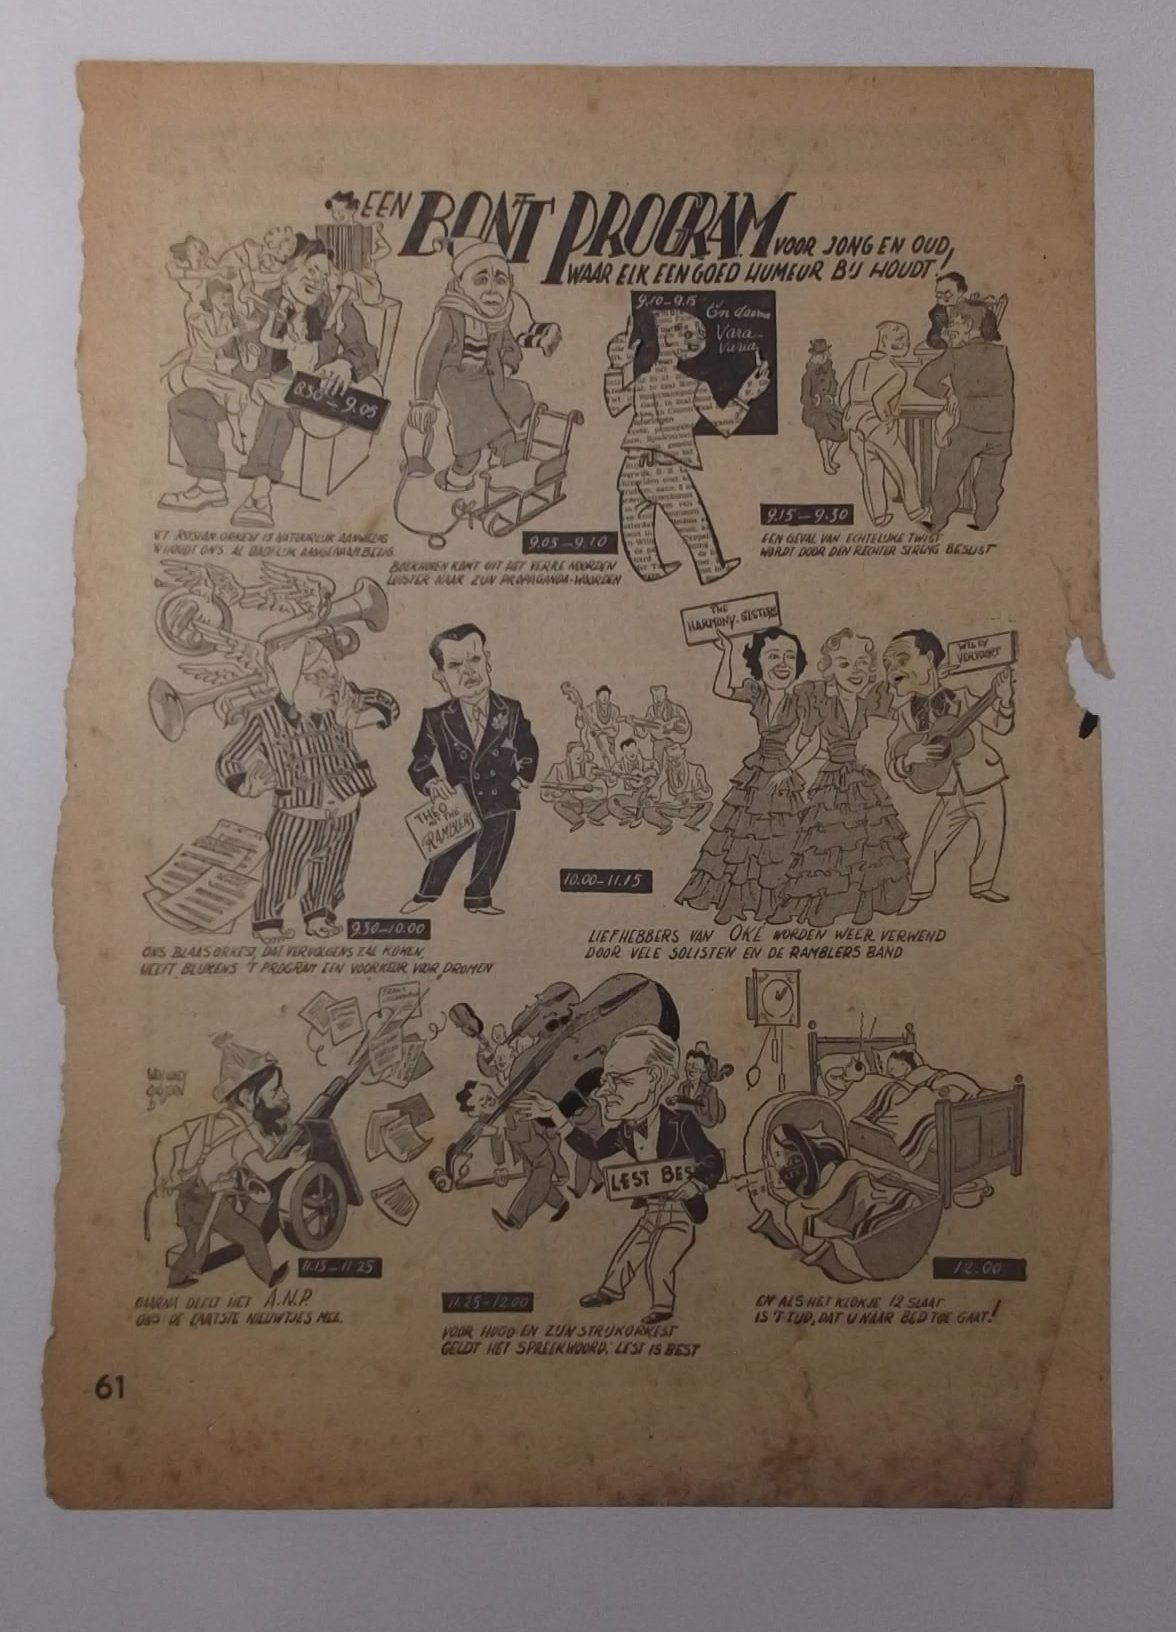 EEN BONT PROGRAM VOOR JONG EN OUD,
WAAR ELK EEN GOED HUMEUR BIJ HOUDT!
8.30–9.05
'T ROSIAN ORKEST IS NATUURLIJK AANWEZIG
'N HOUDT ONS AL DADELIJK AANGENAAM BEZIG
9.05–9.10
BOEKHOVEN KOMT UIT HET VERRE NOORDEN
LUISTER NAAR ZIJN PROPAGANDA-WOORDEN
9.10–9.15
En daarna
Vara-
Varia
9.15–9.30
EEN GEVAL VAN ECHTELIJKE TWIST
WORDT DOOR DEN RECHTER STRENG BESLIST
9.30–10.00
ONS BLAASORKEST, DAT VERVOLGENS ZAL KOMEN,
HEEFT BLIJKENS 'T PROGRAM EEN VOORKEUR VOOR "DROMEN"
THEO
THE
RAMBLERS
THE
HARMONY-SISTERS
WILLY
VERVOORT
10.00–11.15
LIEFHEBBERS VAN OKÉ WORDEN WEER VERWEND
DOOR VELE SOLISTEN EN DE RAMBLERS BAND
11.15–11.25
DAARNA DEELT HET A.N.P.
ONS DE LAATSTE NIEUWTJES MEE.
LEST BEST
11.25–12.00
VOOR HUGO EN ZIJN STRIJKORKEST
GELDT HET SPREEKWOORD: LEST IS BEST
12.00
EN ALS HET KLOKJE 12 SLAAT
IS 'T TIJD, DAT U NAAR BED TOE GAAT!
61